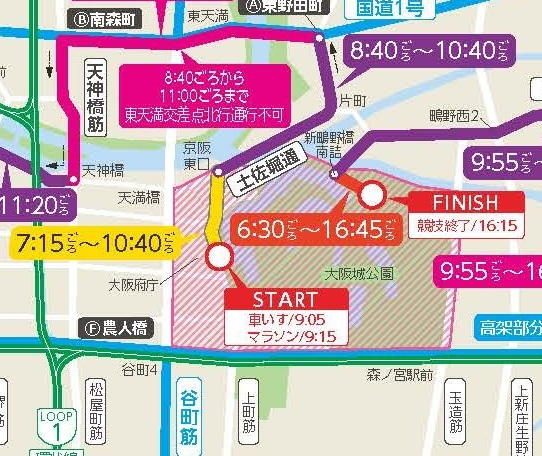 Ⓐ東野田町
国道1号
Ⓑ南森町
東天満
8:40ごろ～10:40ごろ
8:40ごろから
11:00ごろまで
東天満交差点北行通行不可
天神橋筋
片町
鴫野西2
新鴫野橋
南詰
京阪
東口
土佐堀通
天神橋
天満橋
9:55ごろ～
11:20ごろ
FINISH
競技終了/16:15
6:30ごろ～16:45ごろ
7:15ごろ～10:40ごろ
大阪城公園
9:55ごろ～16
大阪府庁
START
車いす/9:05
マラソン/9:15
Ⓕ農人橋
高架部分
谷町4
森ノ宮駅前
LOOP
1
松屋町筋
谷町筋
上町筋
玉造筋
上新庄生野